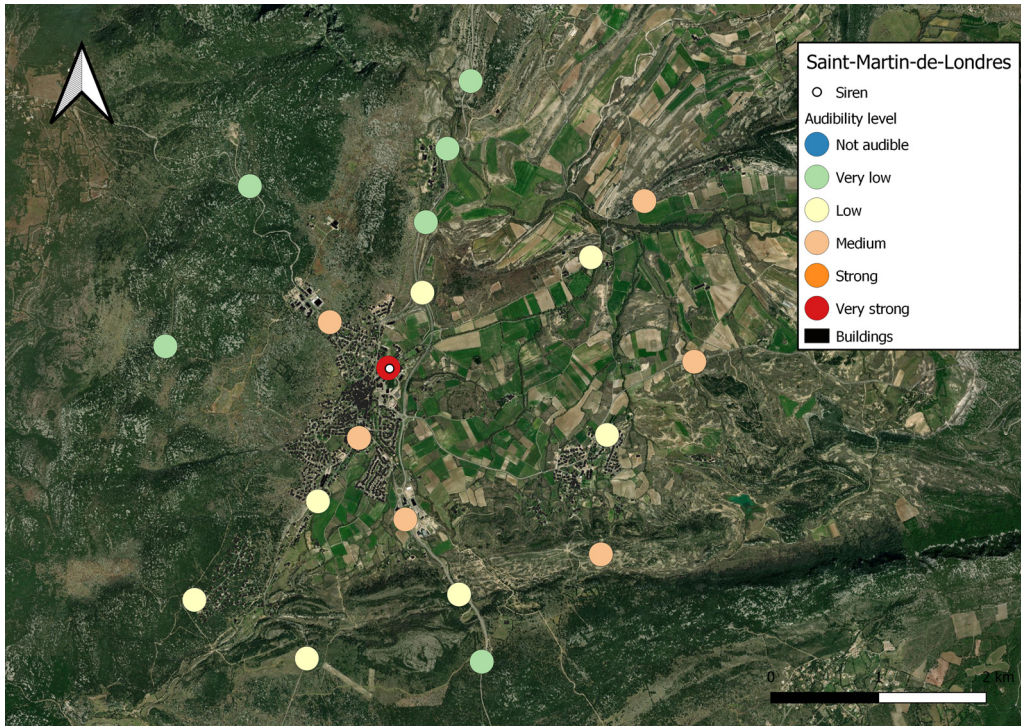 Saint-Martin-de-Londres
Siren
Audibility level
Not audible
Very low
Low
Medium
Strong
Very strong
Buildings
0 1 2 km